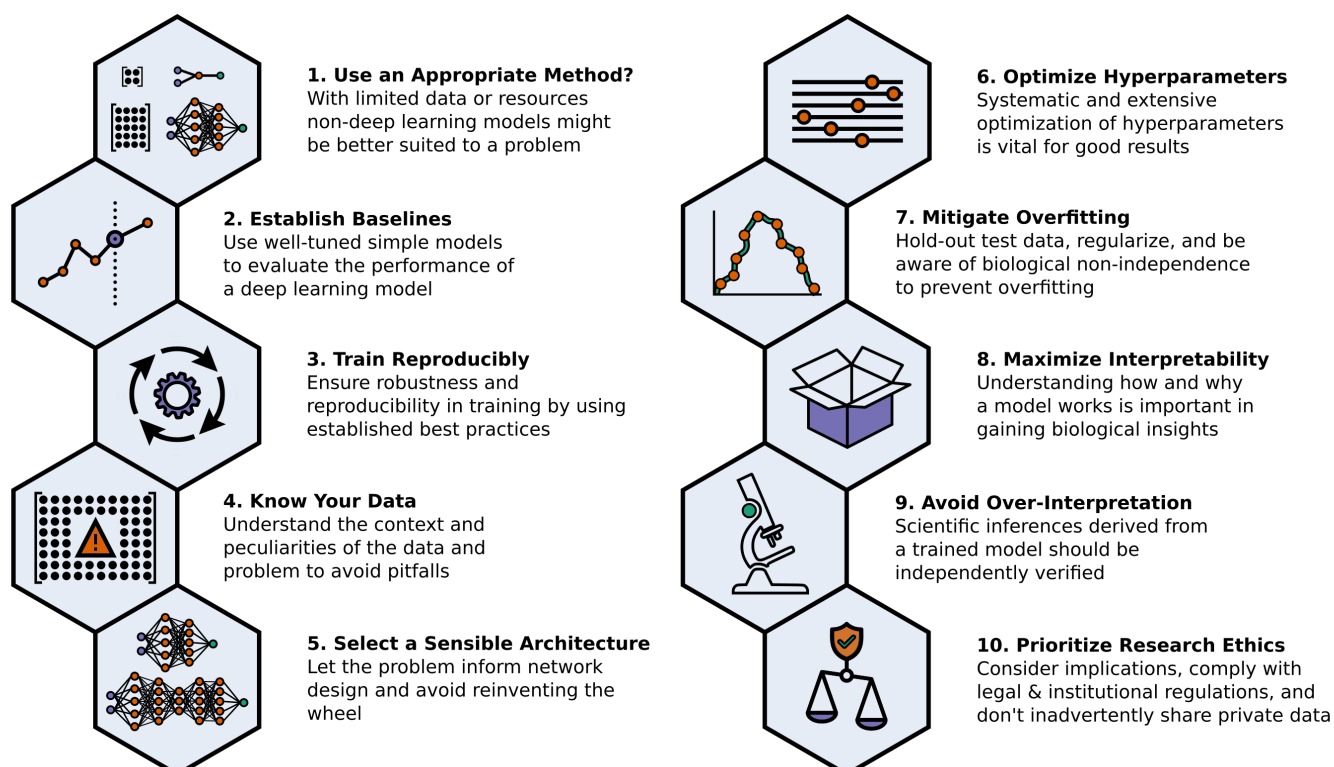 1. Use an Appropriate Method?
With limited data or resources
non-deep learning models might
be better suited to a problem
2. Establish Baselines
Use well-tuned simple models
to evaluate the performance of
a deep learning model
3. Train Reproducibly
Ensure robustness and
reproducibility in training by using
established best practices
4. Know Your Data
Understand the context and
peculiarities of the data and
problem to avoid pitfalls
5. Select a Sensible Architecture
Let the problem inform network
design and avoid reinventing the
wheel
6. Optimize Hyperparameters
Systematic and extensive
optimization of hyperparameters
is vital for good results
7. Mitigate Overfitting
Hold-out test data, regularize, and be
aware of biological non-independence
to prevent overfitting
8. Maximize Interpretability
Understanding how and why
a model works is important in
gaining biological insights
9. Avoid Over-Interpretation
Scientific inferences derived from
a trained model should be
independently verified
10. Prioritize Research Ethics
Consider implications, comply with
legal & institutional regulations, and
don't inadvertently share private data